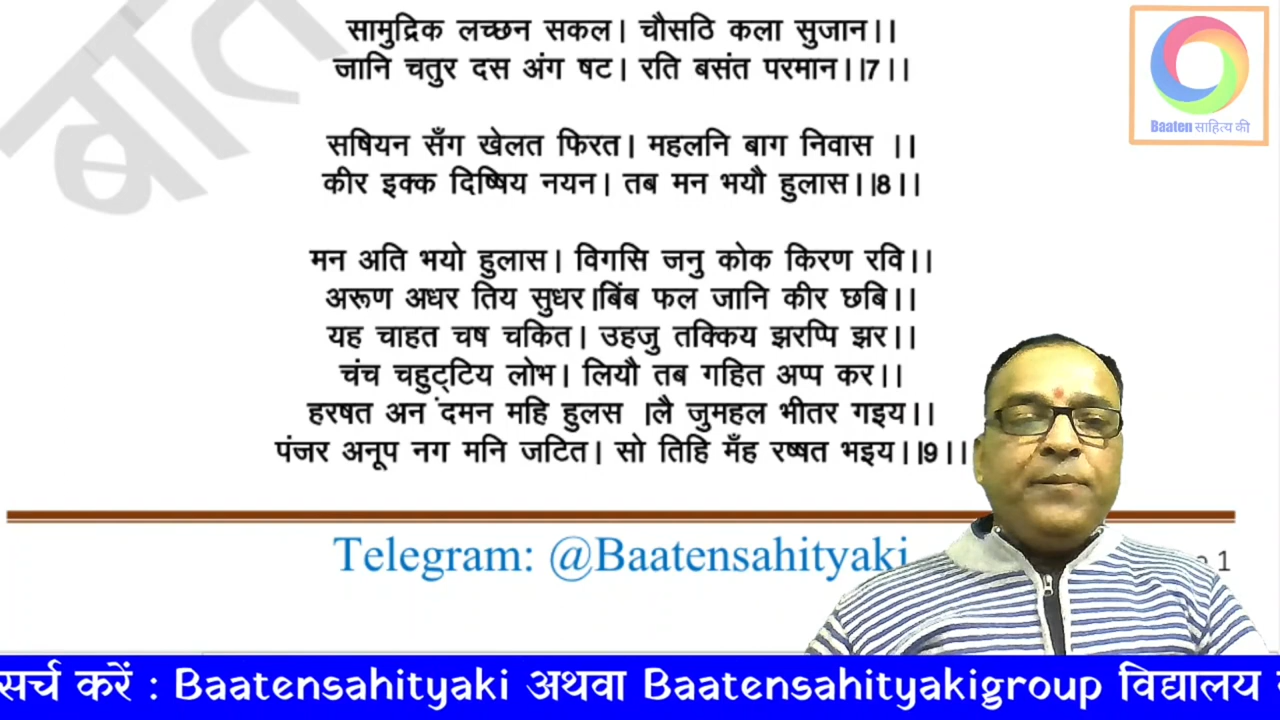 सामुद्रिक लच्छन सकल। चौसठि कला सुजान।।
जानि चतुर दस अंग षट। रति बसंत परमान।।7।।
सषियन सँग खेलत फिरत। महलनि बाग निवास ।।
कीर इक्क दिष्षिय नयन। तब मन भयौ हुलास।।8।।
मन अति भयो हुलास। विगसि जनु कोक किरण रवि।।
अरूण अधर तिय सुधर।बिंब फल जानि कीर छबि।।
यह चाहत चष चकित। उहजु तक्किय झरप्पि झर।।
चंच चहुट्टिय लोभ। लियौ तब गहित अप्प कर।।
हरषत अनं दमन महि हुलस ।लै जुमहल भीतर गइय।।
पंजर अनूप नग मनि जटित। सो तिहि मँह रष्षत भइय।।9।।
Baaten साहित्य की
Telegram: @Baatensahityaki
1
सर्च करें : Baatensahityaki अथवा Baatensahityakigroup विद्यालय